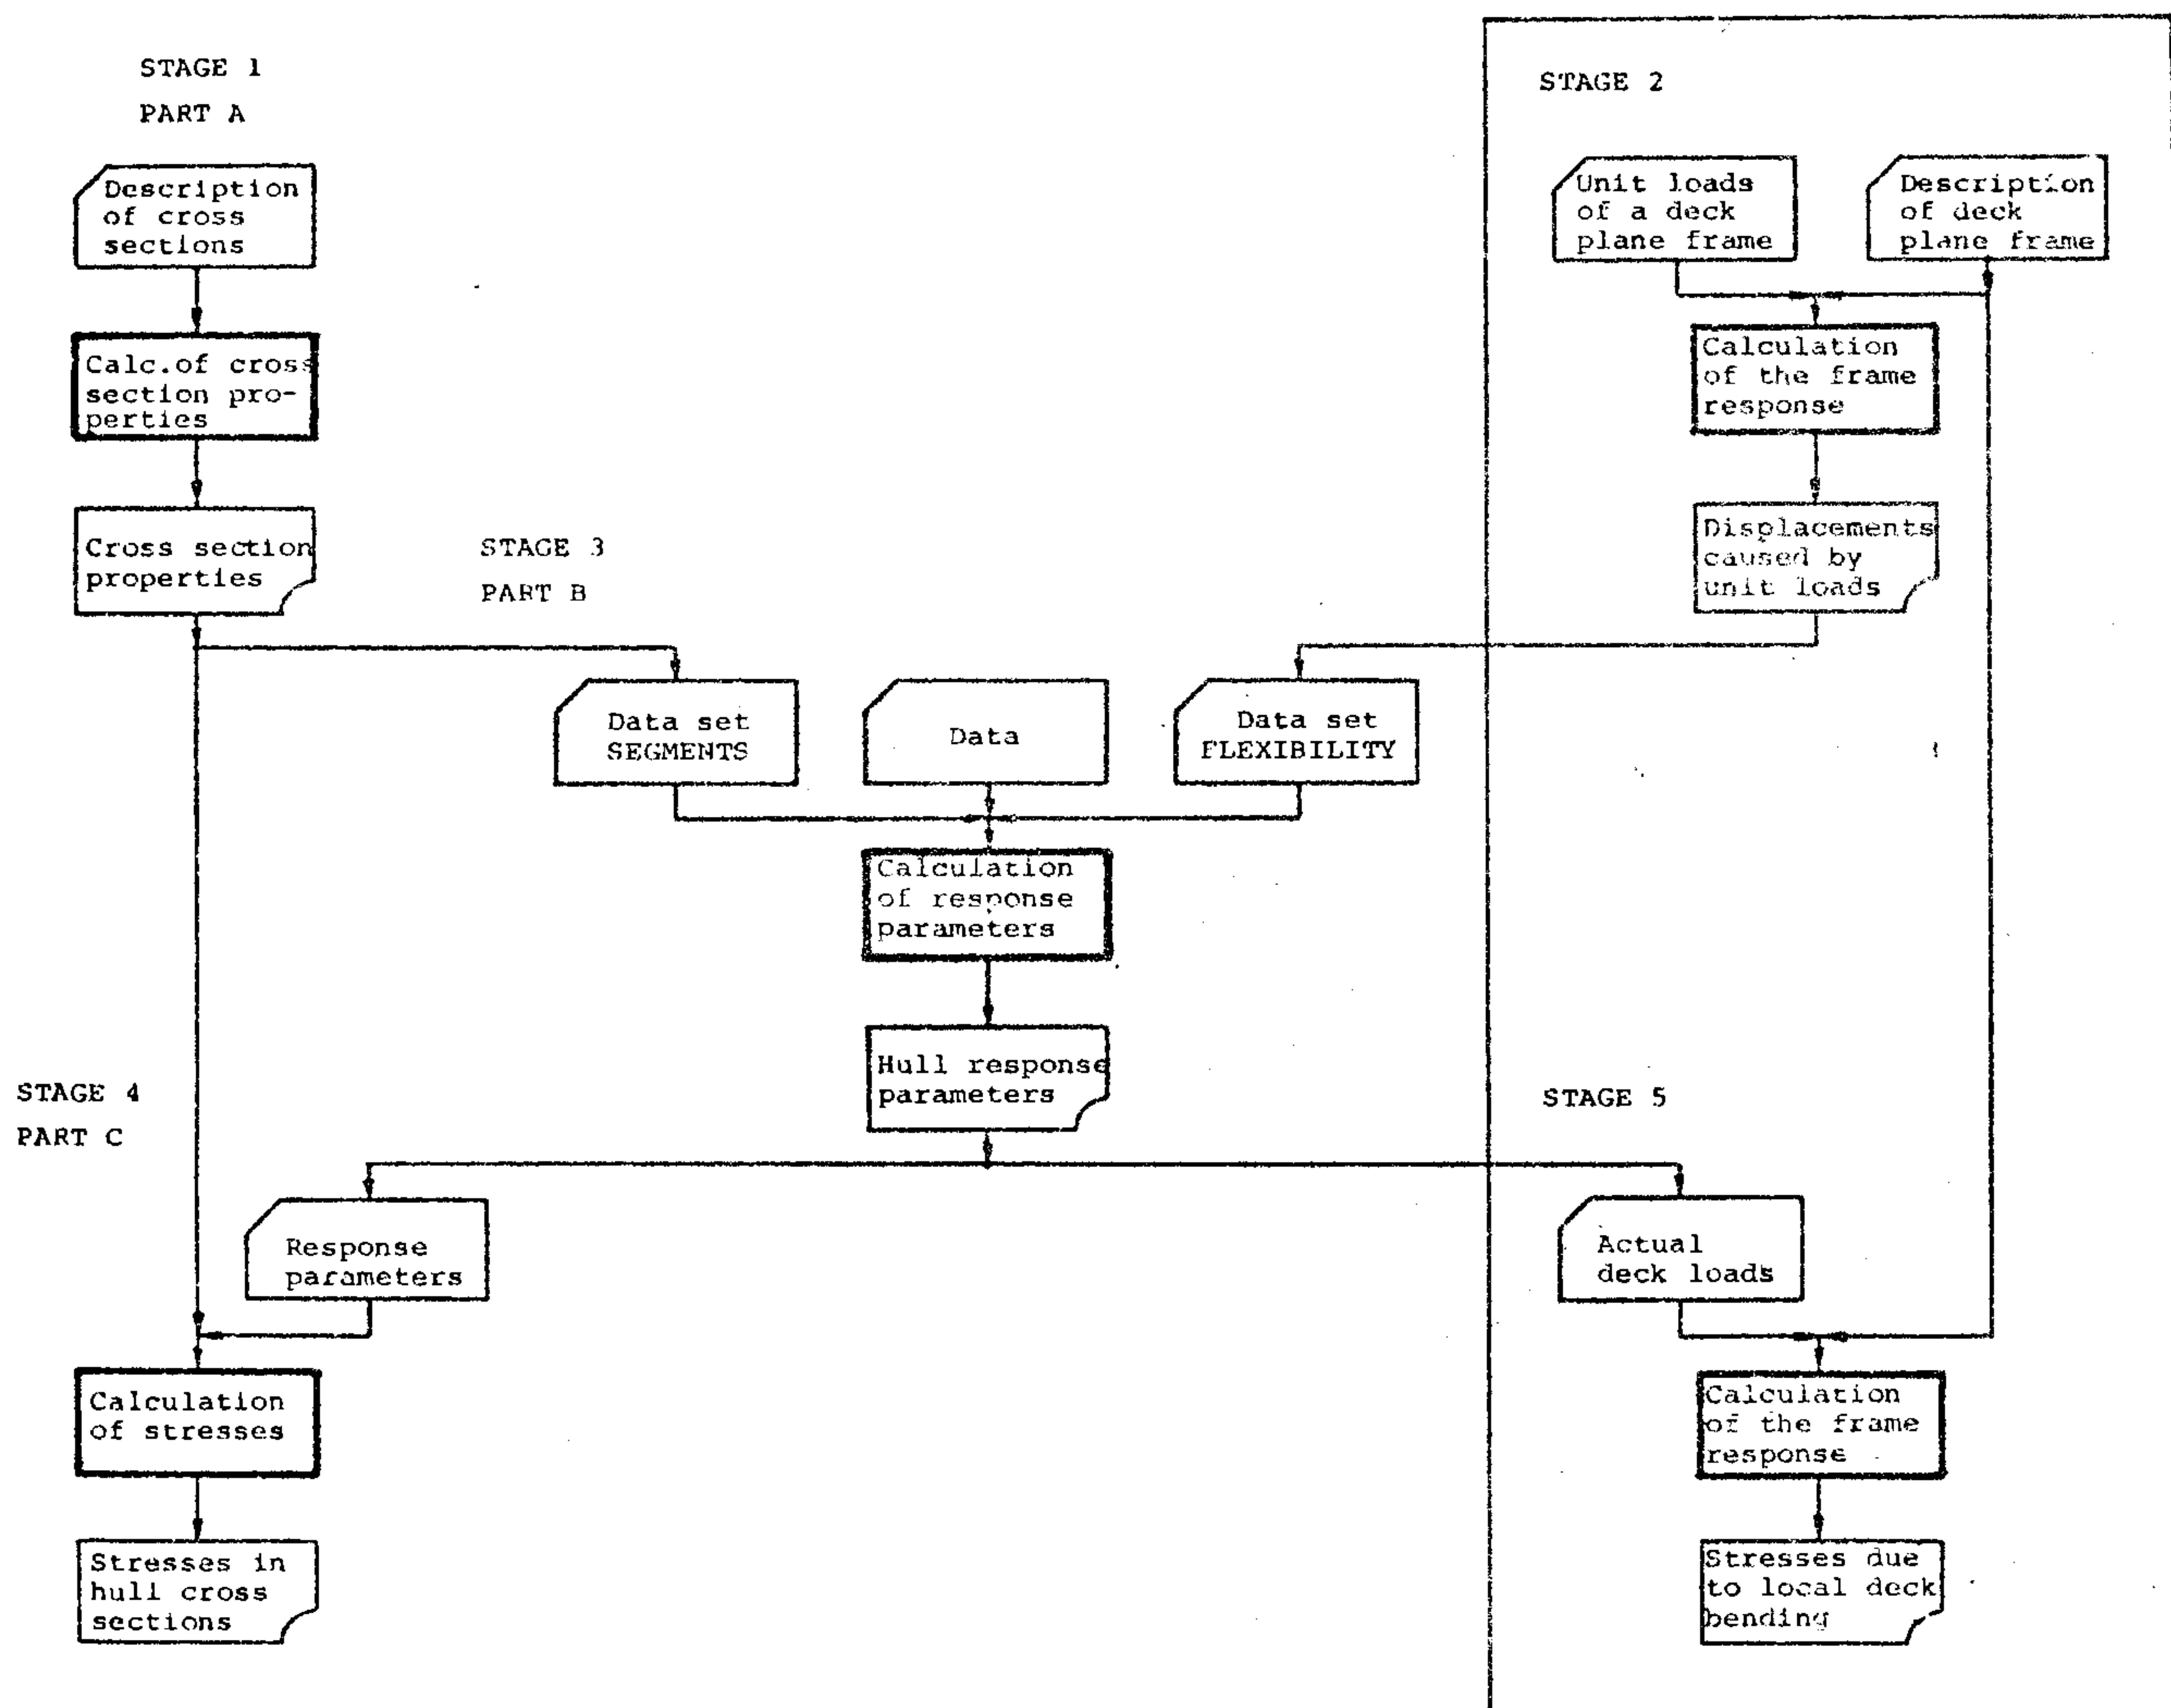 STAGE 1
PART A
Description
of cross
sections
Calc.of cross
section pro-
perties
Cross section
properties
STAGE 2
Unit loads
of a deck
plane frame
Description
of deck
plane frame
Calculation
of the frame
response
Displacements
caused by
unit loads
STAGE 3
PART B
Data set
SEGMENTS
Data
Data set
FLEXIBILITY
Calculation
of response
parameters
Hull response
parameters
STAGE 4
PART C
Response
parameters
Calculation
of stresses
Stresses in
hull cross
sections
STAGE 5
Actual
deck loads
Calculation
of the frame
response
Stresses due
to local deck
bending